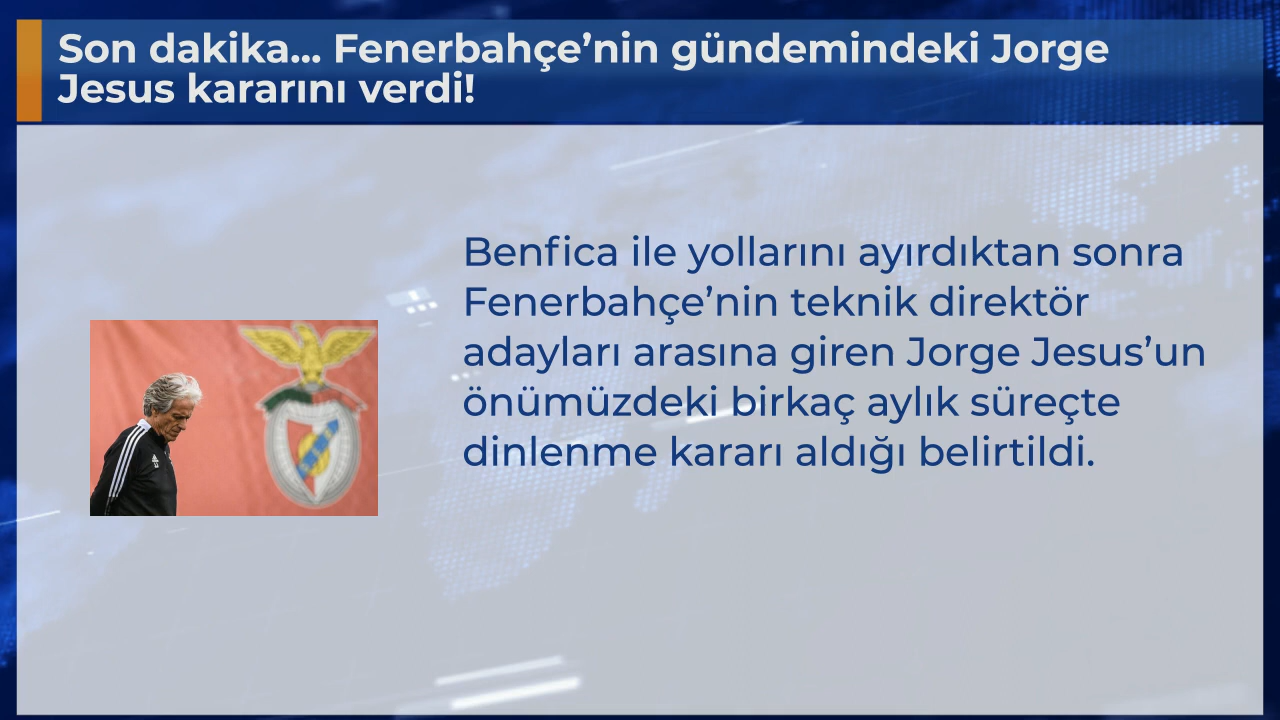 Son dakika... Fenerbahçe’nin gündemindeki Jorge
Jesus kararını verdi!
Benfica ile yollarını ayırdıktan sonra
Fenerbahçe’nin teknik direktör
adayları arasına giren Jorge Jesus’un
önümüzdeki birkaç aylık süreçte
dinlenme kararı aldığı belirtildi.